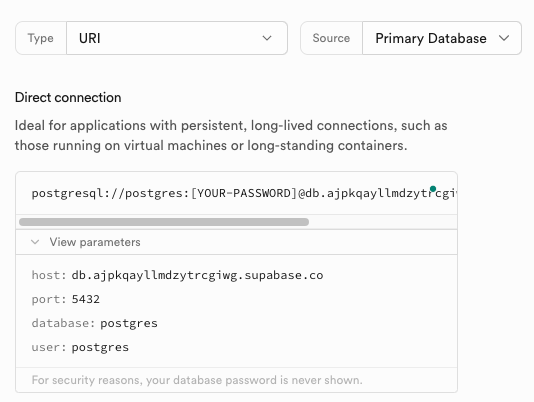 Type URI Source Primary Database
Direct connection
Ideal for applications with persistent, long-lived connections, such as
those running on virtual machines or long-standing containers.
postgresql://postgres:[YOUR-PASSWORD]@db.ajpkqayllmdzytrcgiw
View parameters
host: db.ajpkqayllmdzytrcgiwg.supabase.co
port: 5432
database: postgres
user: postgres
For security reasons, your database password is never shown.